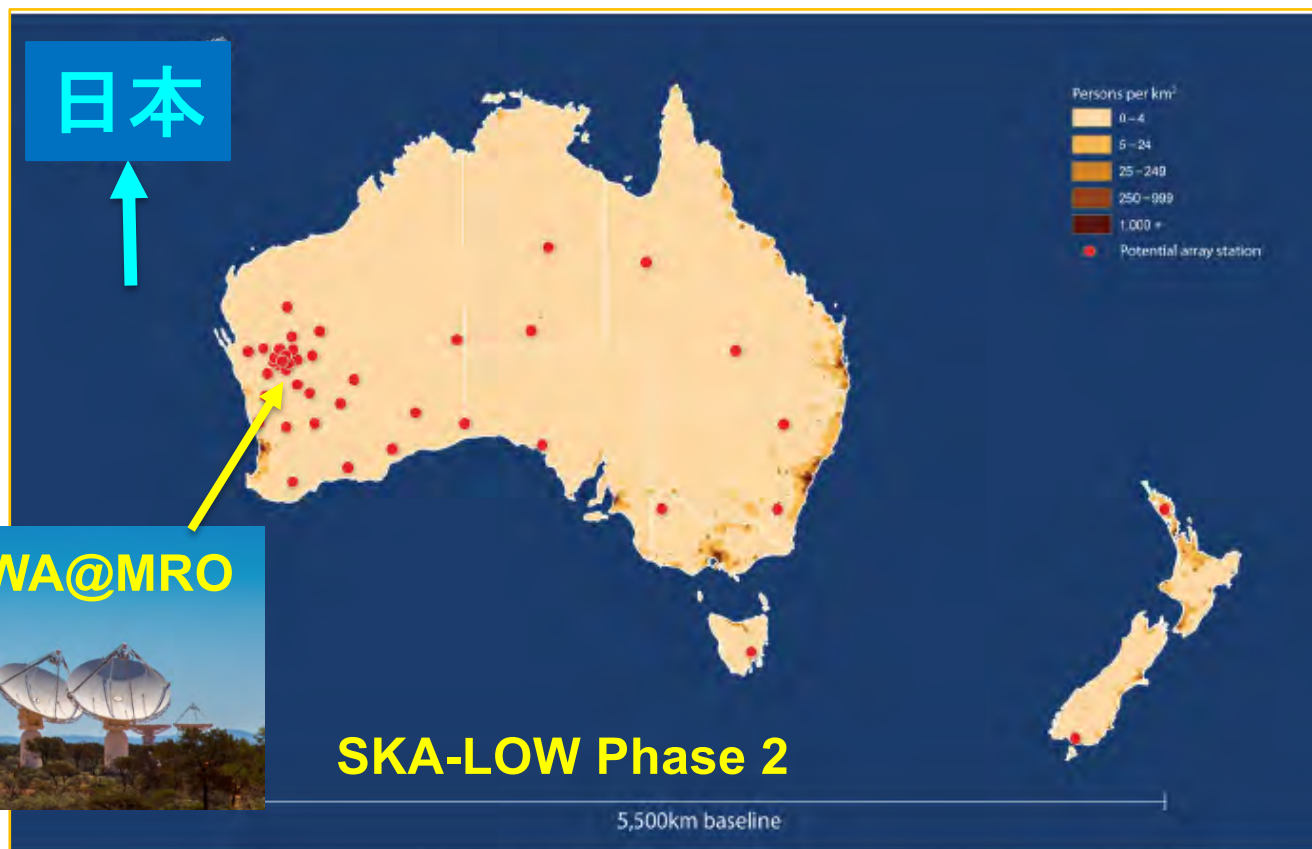 日本
Persons per km²
0–4
5–24
25–249
250–999
1,000 +
Potential array station
WA@MRO
SKA-LOW Phase 2
5,500km baseline